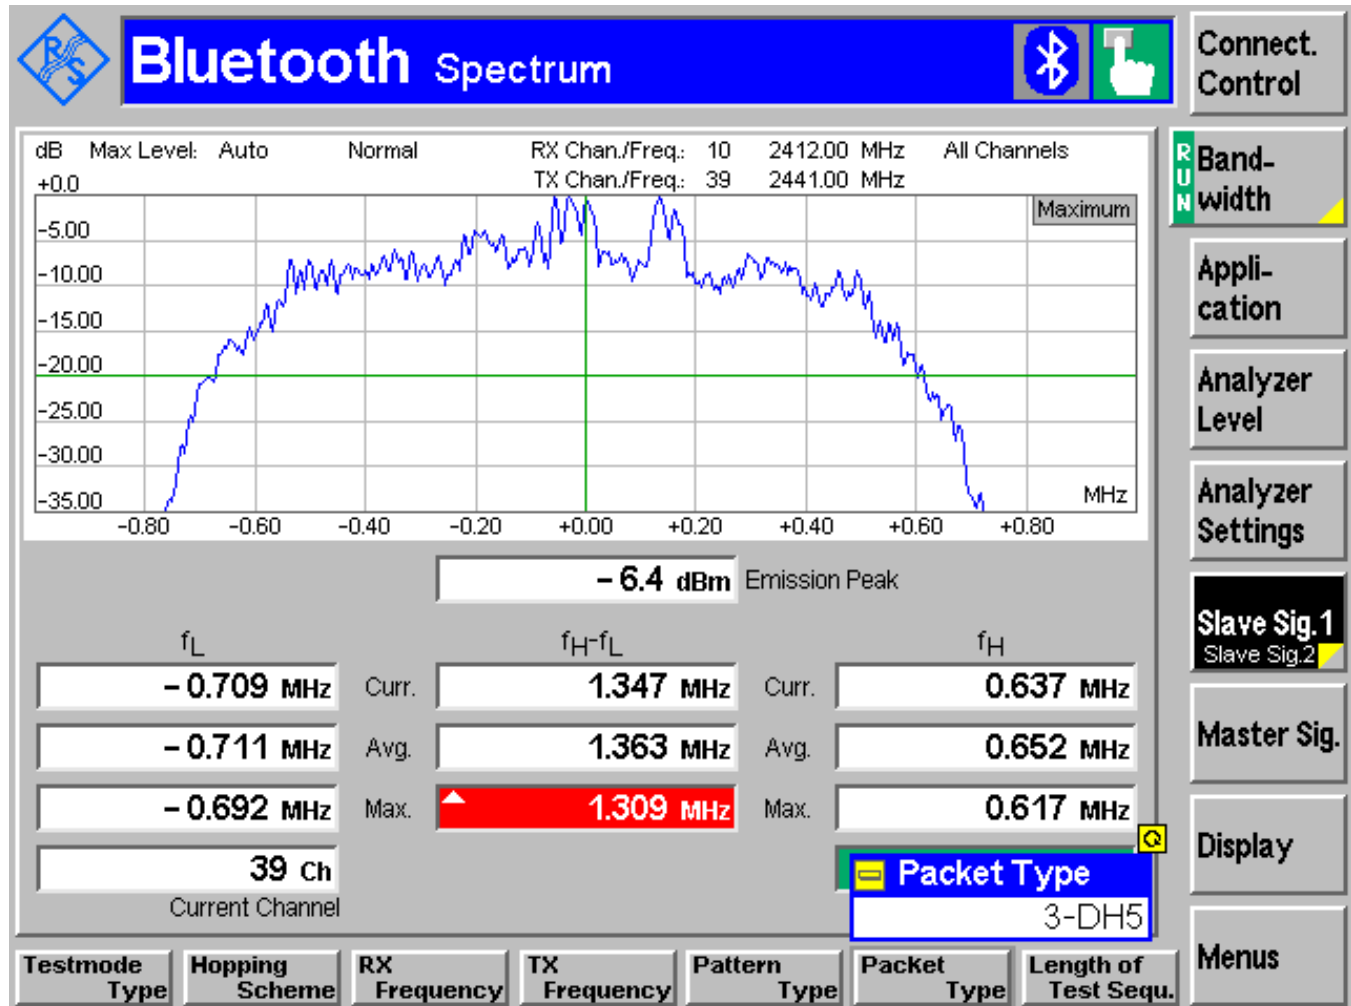 R S
Bluetooth Spectrum
Connect.
Control
dB Max Level: Auto Normal RX Chan./Freq.: 10 2412.00 MHz All Channels
+0.0 TX Chan./Freq.: 39 2441.00 MHz
Maximum
-5.00
-10.00
-15.00
-20.00
-25.00
-30.00
-35.00
MHz
-0.80 -0.60 -0.40 -0.20 +0.00 +0.20 +0.40 +0.60 +0.80
RUN
Band-
width
Appli-
cation
Analyzer
Level
Analyzer
Settings
Slave Sig.1
Slave Sig.2
Master Sig.
Display
Menus
-6.4 dBm Emission Peak
fL fH-fL fH
-0.709 MHz Curr. 1.347 MHz Curr. 0.637 MHz
-0.711 MHz Avg. 1.363 MHz Avg. 0.652 MHz
-0.692 MHz Max. 1.309 MHz Max. 0.617 MHz
39 Ch
Current Channel
Packet Type
3-DH5
Testmode Type
Hopping Scheme
RX Frequency
TX Frequency
Pattern Type
Packet Type
Length of Test Sequ.